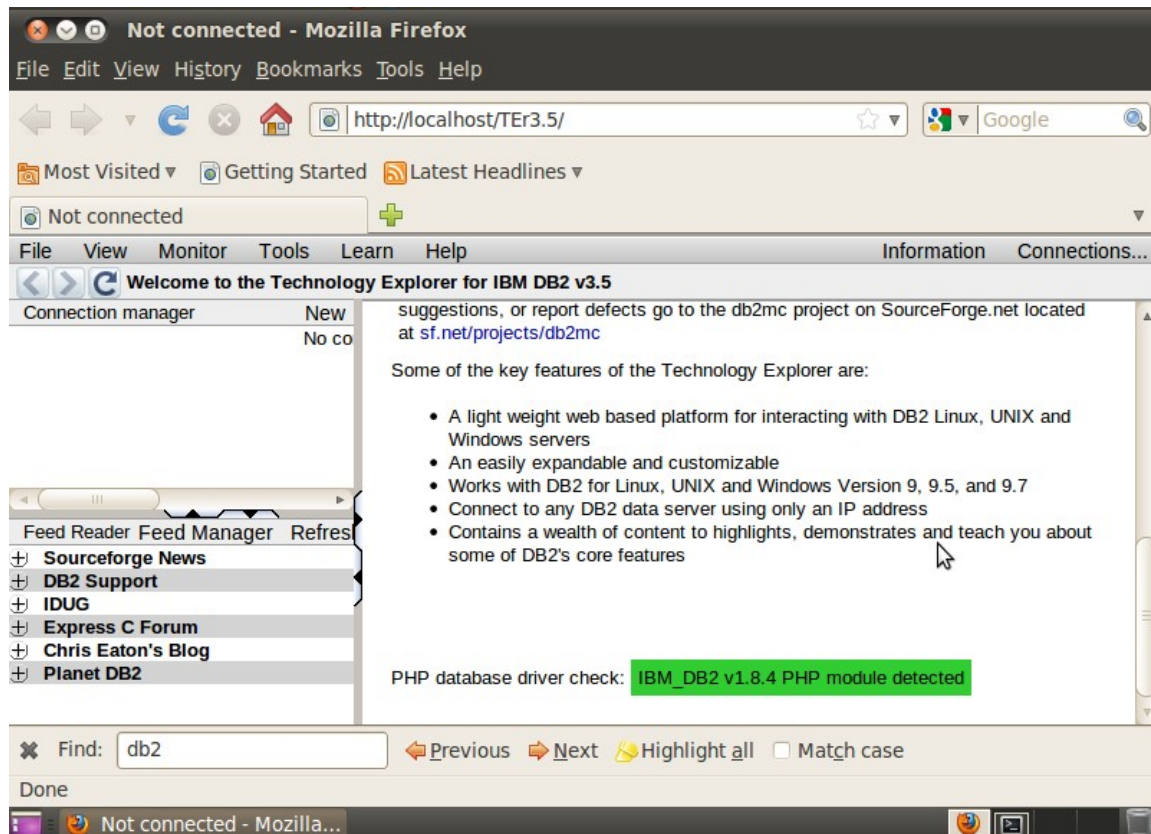 Not connected - Mozilla Firefox
File Edit View History Bookmarks Tools Help
http://localhost/TEr3.5/ Google
Most Visited Getting Started Latest Headlines
Not connected
File View Monitor Tools Learn Help Information Connections...
Welcome to the Technology Explorer for IBM DB2 v3.5
Connection manager New
No co
suggestions, or report defects go to the db2mc project on SourceForge.net located
at sf.net/projects/db2mc
Some of the key features of the Technology Explorer are:
• A light weight web based platform for interacting with DB2 Linux, UNIX and
Windows servers
• An easily expandable and customizable
• Works with DB2 for Linux, UNIX and Windows Version 9, 9.5, and 9.7
• Connect to any DB2 data server using only an IP address
• Contains a wealth of content to highlights, demonstrates and teach you about
some of DB2's core features
Feed Reader Feed Manager Refresh
Sourceforge News
DB2 Support
IDUG
Express C Forum
Chris Eaton's Blog
Planet DB2
PHP database driver check: IBM_DB2 v1.8.4 PHP module detected
Find: db2 Previous Next Highlight all Match case
Done
Not connected - Mozilla...